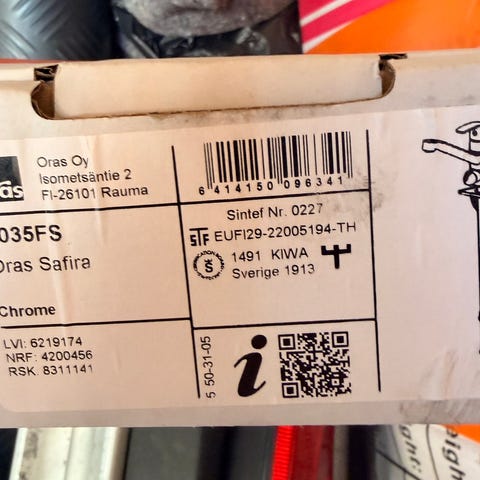 Oras Oy
Isometsäntie 2
FI-26101 Rauma
6 414150 096341
035FS
Oras Safira
Chrome
Sintef Nr. 0227
STF EUFI29-22005194-TH
1491 KIWA
Sverige 1913
LVI: 6219174
NRF: 4200456
RSK: 8311141
5 50-31-05
i